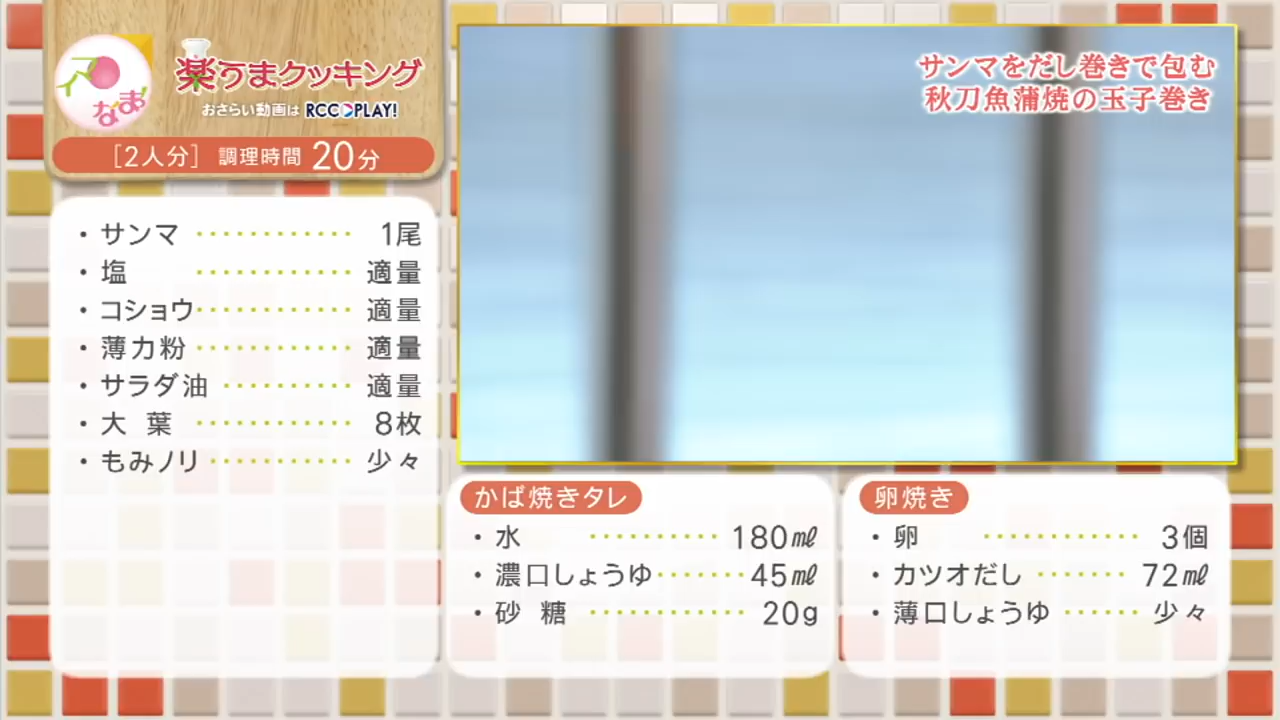 イマなま
楽うまクッキング
おさらい動画は RCC PLAY!
[2人分] 調理時間 20分
・サンマ ………… 1尾
・塩 ………… 適量
・コショウ ………… 適量
・薄力粉 ………… 適量
・サラダ油 ………… 適量
・大葉 ………… 8枚
・もみノリ ………… 少々
サンマをだし巻きで包む
秋刀魚蒲焼の玉子巻き
かば焼きタレ
・水 ………… 180㎖
・濃口しょうゆ ……… 45㎖
・砂糖 ………… 20g
卵焼き
・卵 ………… 3個
・カツオだし ……… 72㎖
・薄口しょうゆ …… 少々